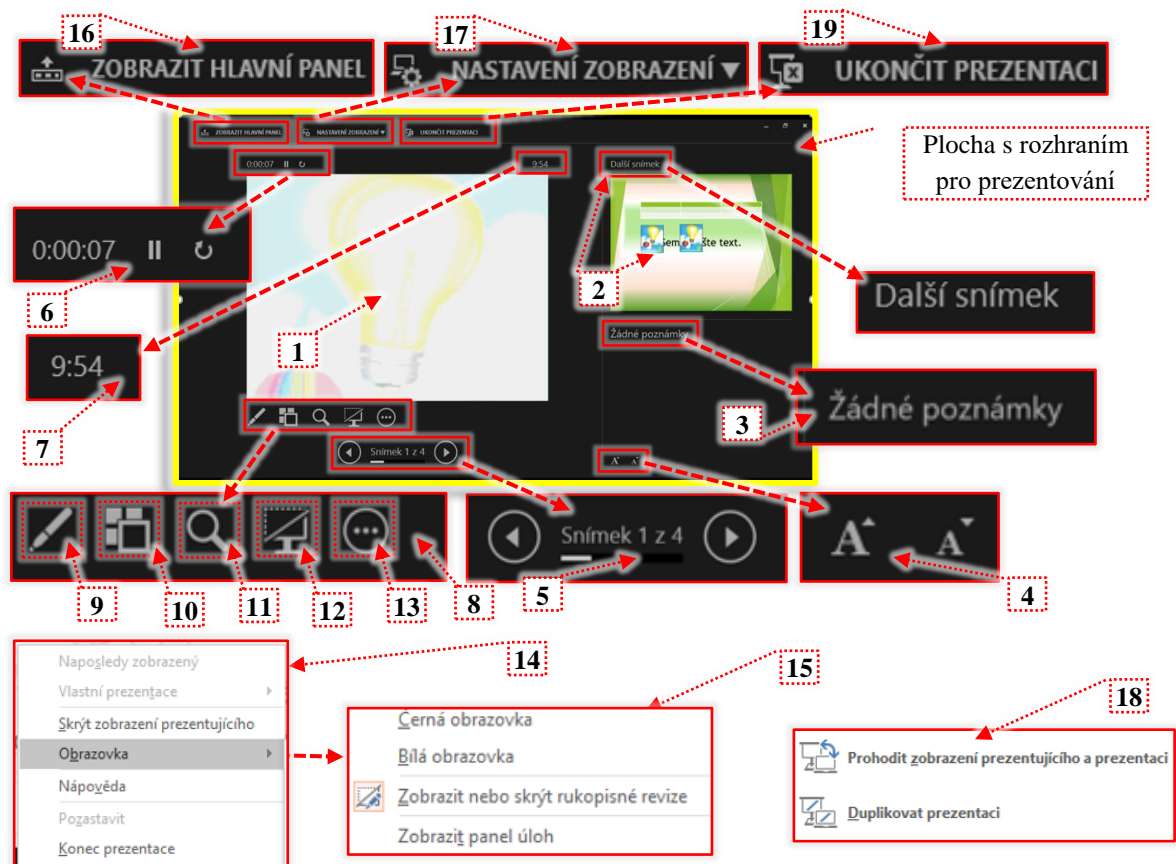 16
17
19
ZOBRAZIT HLAVNÍ PANEL
NASTAVENÍ ZOBRAZENÍ ▼
UKONČIT PREZENTACI
ZOBRAZIT HLAVNÍ PANEL
NASTAVENÍ ZOBRAZENÍ ▼
UKONČIT PREZENTACI
Plocha s rozhraním
pro prezentování
0:00:07
9:54
Další snímek
0:00:07
6
1
2
Sem šte text.
Další snímek
Žádné poznámky
9:54
7
3
Žádné poznámky
Snímek 1 z 4
A A
Snímek 1 z 4
A A
9
10
11
12
13
8
5
4
14
15
18
Naposledy zobrazený
Vlastní prezentace
Skrýt zobrazení prezentujícího
Obrazovka
Nápověda
Pozastavit
Konec prezentace
Černá obrazovka
Bílá obrazovka
Zobrazit nebo skrýt rukopisné revize
Zobrazit panel úloh
Prohodit zobrazení prezentujícího a prezentaci
Duplikovat prezentaci